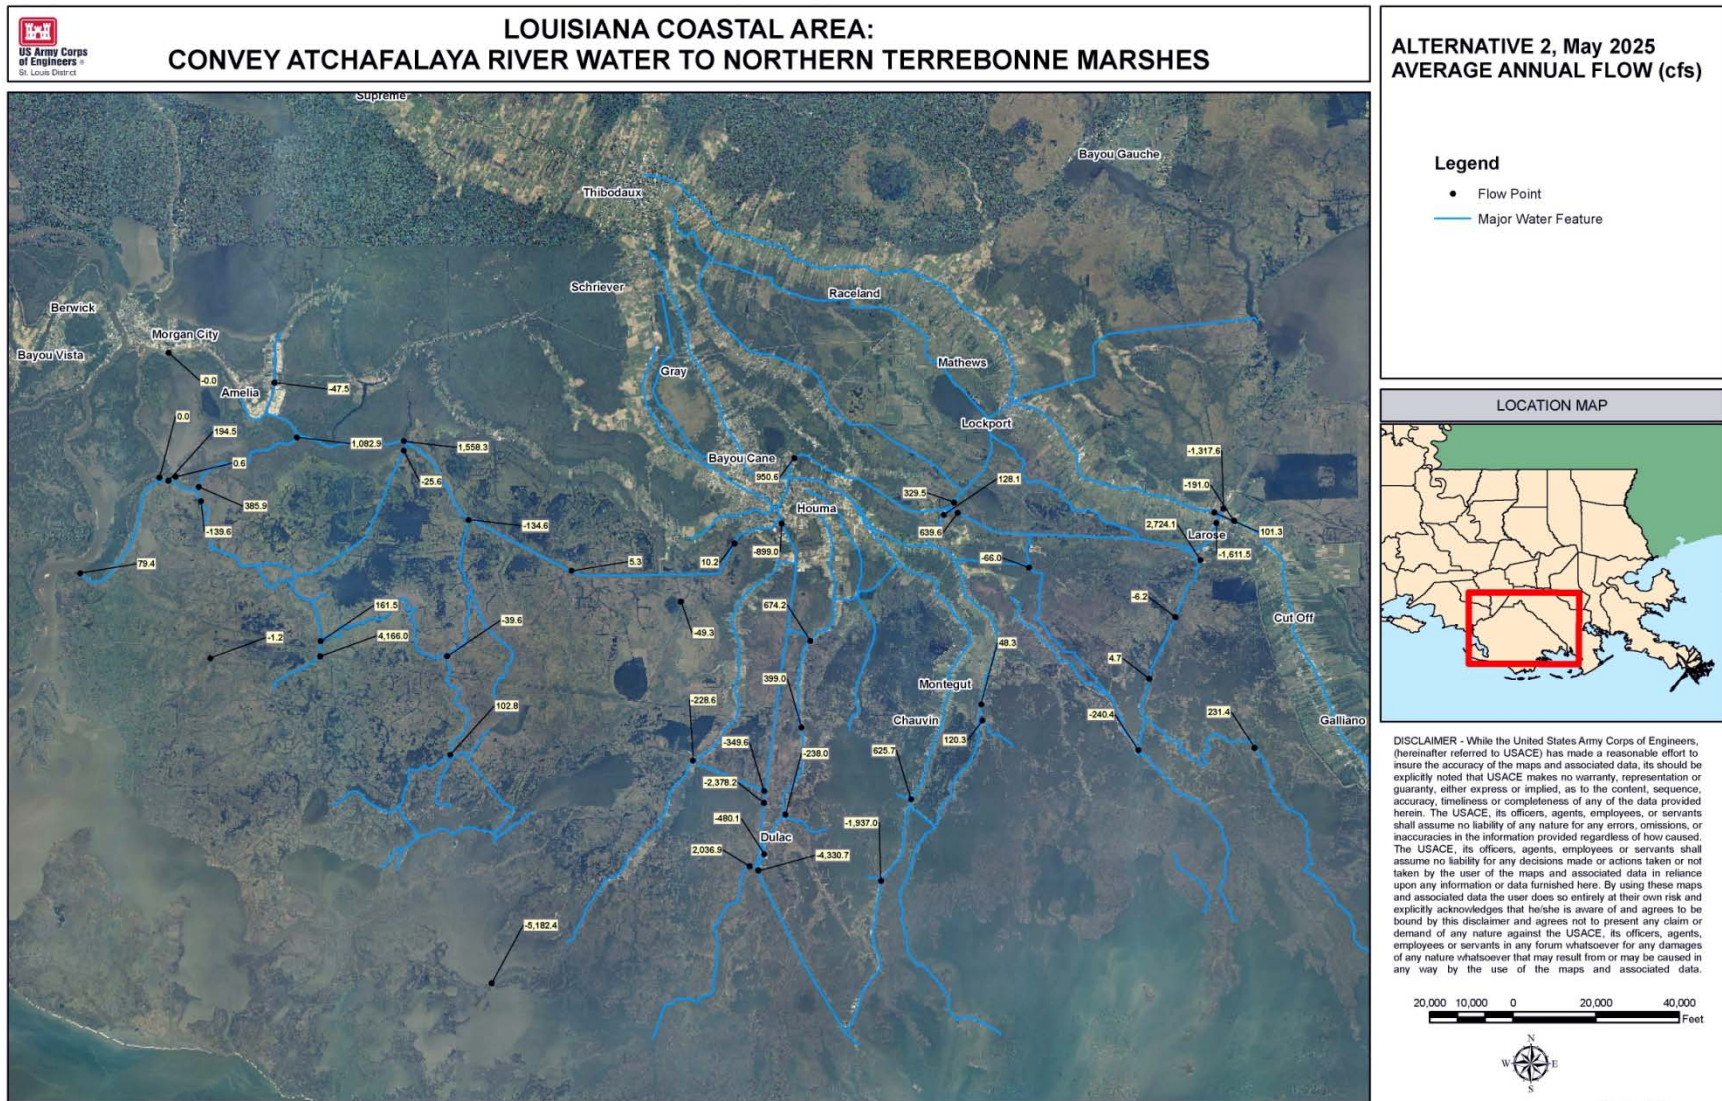 US Army Corps
of Engineers ®
St. Louis District
LOUISIANA COASTAL AREA:
CONVEY ATCHAFALAYA RIVER WATER TO NORTHERN TERREBONNE MARSHES
Supreme
Bayou Gauche
Thibodaux
Schriever
Raceland
Berwick
Morgan City
Bayou Vista
-0.0
Mathews
Gray
-47.5
Amelia
0.0
194.5
Lockport
1,082.9
1,558.3
-1,317.6
0.6
Bayou Cane
950.6
128.1
-25.6
-191.0
329.5
385.9
Houma
2,724.1
-139.6
-134.6
639.6
Larose
101.3
-899.0
-1,611.5
79.4
5.3
10.2
-66.0
-6.2
161.5
674.2
Cut Off
-1.2
4,166.0
-39.6
-49.3
48.3
4.7
399.0
Montegut
-228.6
102.8
-240.4
231.4
Chauvin
Galliano
-349.6
-238.0
625.7
120.3
-2,378.2
-480.1
-1,937.0
Dulac
2,036.9
-4,330.7
-5,182.4
ALTERNATIVE 2, May 2025
AVERAGE ANNUAL FLOW (cfs)
Legend
Flow Point
Major Water Feature
LOCATION MAP
DISCLAIMER - While the United States Army Corps of Engineers,
(hereinafter referred to USACE) has made a reasonable effort to
insure the accuracy of the maps and associated data, its should be
explicitly noted that USACE makes no warranty, representation or
guaranty, either express or implied, as to the content, sequence,
accuracy, timeliness or completeness of any of the data provided
herein. The USACE, its officers, agents, employees, or servants
shall assume no liability of any nature for any errors, omissions, or
inaccuracies in the information provided regardless of how caused.
The USACE, its officers, agents, employees or servants shall
assume no liability for any decisions made or actions taken or not
taken by the user of the maps and associated data in reliance
upon any information or data furnished here. By using these maps
and associated data the user does so entirely at their own risk and
explicitly acknowledges that he/she is aware of and agrees to be
bound by this disclaimer and agrees not to present any claim or
demand of any nature against the USACE, its officers, agents,
employees or servants in any forum whatsoever for any damages
of any nature whatsoever that may result from or may be caused in
any way by the use of the maps and associated data.
20,000 10,000 0 20,000 40,000
Feet
N
W E
S